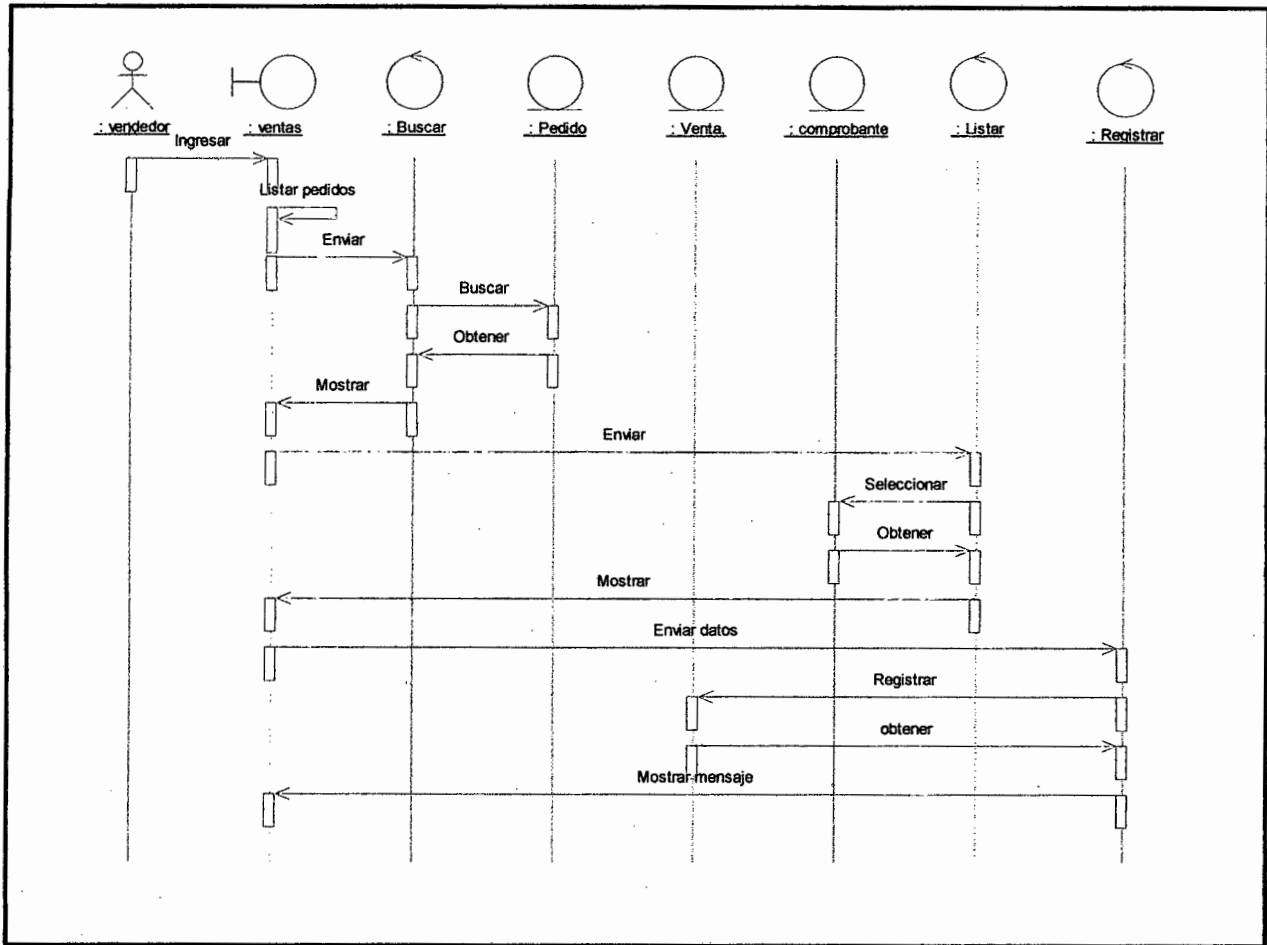 : vendedor
: ventas
: Buscar
: Pedido
: Venta,
: comprobante
: Listar
: Registrar
Ingresar
Listar pedidos
Enviar
Buscar
Obtener
Mostrar
Enviar
Seleccionar
Obtener
Mostrar
Enviar datos
Registrar
obtener
Mostrar mensaje